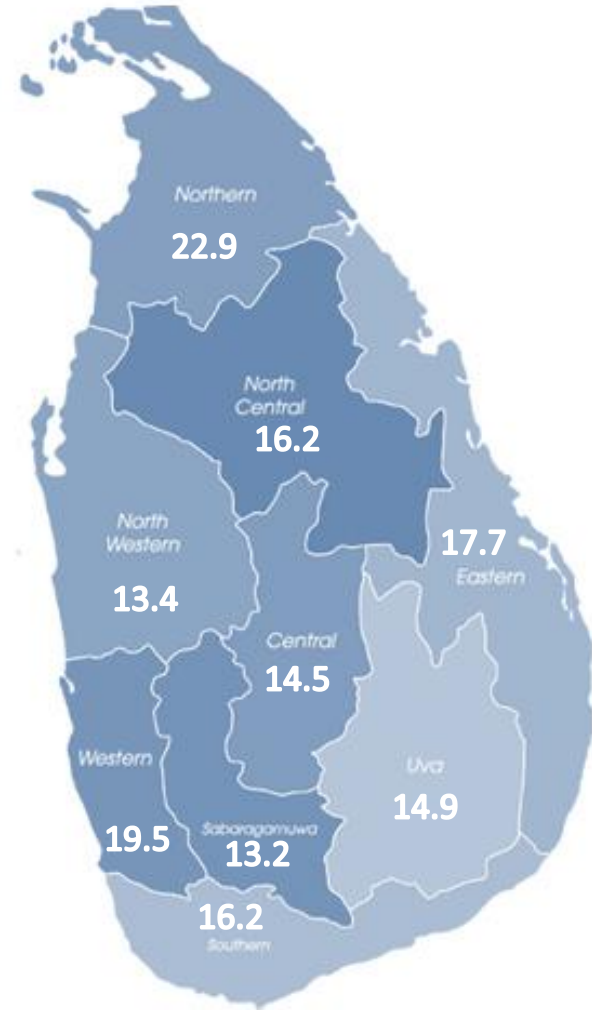 Northern
22.9
North
Central
16.2
North
Western
13.4
17.7
Eastern
Central
14.5
Western
19.5
Uva
14.9
Sabaragamuwa
13.2
16.2
Southern